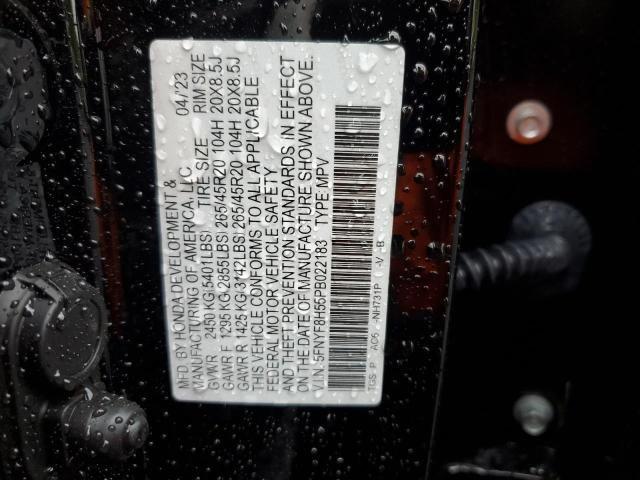 MFD BY HONDA DEVELOPMENT &
MANUFACTURING OF AMERICA, LLC 04/23
GVWR 2450 KG(5401LBS) TIRE SIZE RIM SIZE
GAWR F 1295 KG(2855LBS) 265/45R20 104H 20X8.5J
GAWR R 1425 KG(3142LBS) 265/45R20 104H 20X8.5J
THIS VEHICLE CONFORMS TO ALL APPLICABLE
FEDERAL MOTOR VEHICLE SAFETY
AND THEFT PREVENTION STANDARDS IN EFFECT
ON THE DATE OF MANUFACTURE SHOWN ABOVE.
V.I.N. 5FNYF8H55PB022183 TYPE MPV
TGS P AC5 NH731P C -V -B